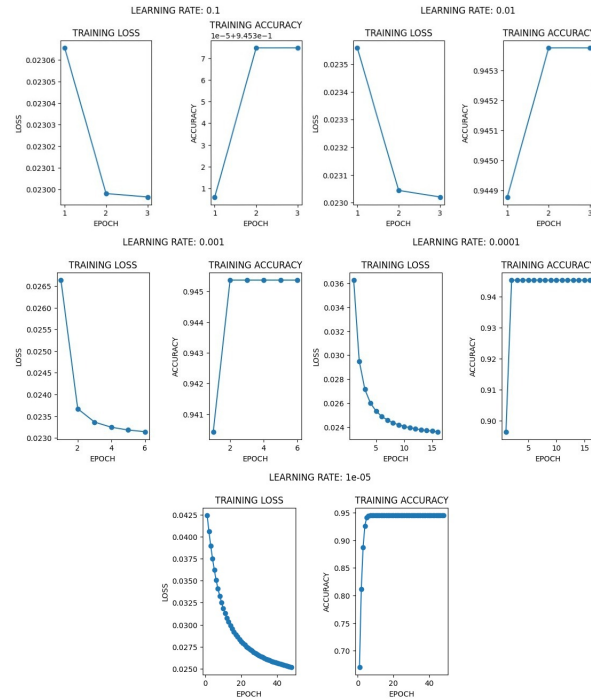 LEARNING RATE: 0.1
TRAINING LOSS
0.02306
0.02305
0.02304
0.02303
0.02302
0.02301
0.02300
LOSS
1 2 3
EPOCH
TRAINING ACCURACY
1e−5+9.453e−1
7
6
5
4
3
2
1
ACCURACY
1 2 3
EPOCH
LEARNING RATE: 0.01
TRAINING LOSS
0.0235
0.0234
0.0233
0.0232
0.0231
0.0230
LOSS
1 2 3
EPOCH
TRAINING ACCURACY
0.9453
0.9452
0.9451
0.9450
0.9449
ACCURACY
1 2 3
EPOCH
LEARNING RATE: 0.001
TRAINING LOSS
0.0265
0.0260
0.0255
0.0250
0.0245
0.0240
0.0235
0.0230
LOSS
2 4 6
EPOCH
TRAINING ACCURACY
0.945
0.944
0.943
0.942
0.941
ACCURACY
2 4 6
EPOCH
LEARNING RATE: 0.0001
TRAINING LOSS
0.036
0.034
0.032
0.030
0.028
0.026
0.024
LOSS
5 10 15
EPOCH
TRAINING ACCURACY
0.94
0.93
0.92
0.91
0.90
ACCURACY
5 10 15
EPOCH
LEARNING RATE: 1e-05
TRAINING LOSS
0.0425
0.0400
0.0375
0.0350
0.0325
0.0300
0.0275
0.0250
LOSS
0 20 40
EPOCH
TRAINING ACCURACY
0.95
0.90
0.85
0.80
0.75
0.70
ACCURACY
0 20 40
EPOCH